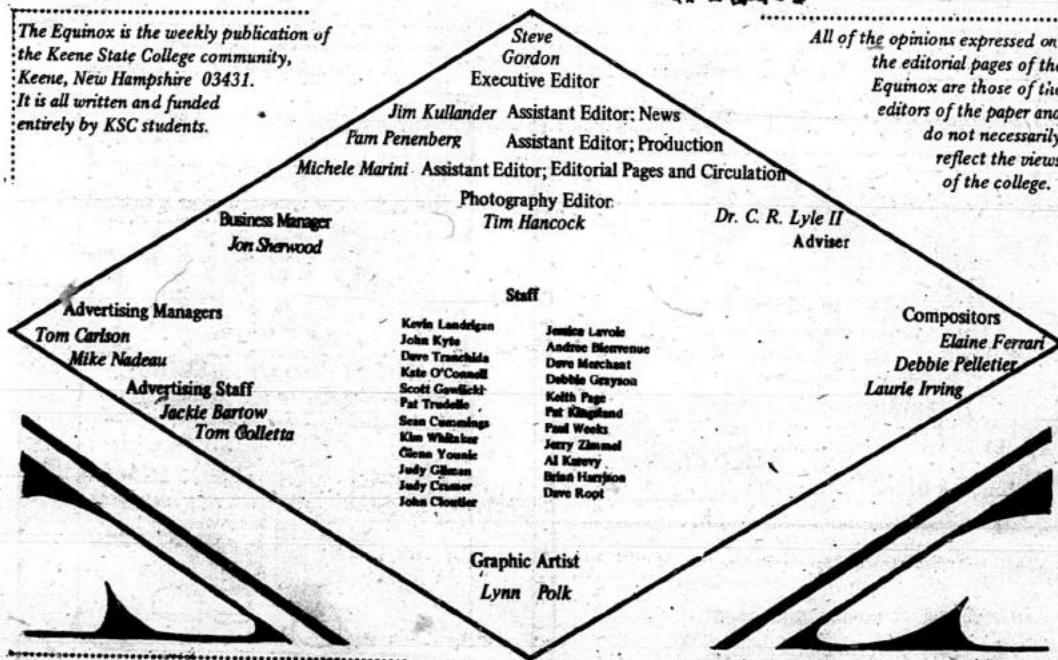 The Equinox is the weekly publication of
the Keene State College community,
Keene, New Hampshire 03431.
It is all written and funded
entirely by KSC students.
All of the opinions expressed on
the editorial pages of the
Equinox are those of the
editors of the paper and
do not necessarily
reflect the views
of the college.
Steve
Gordon
Executive Editor
Jim Kullander Assistant Editor; News
Pam Penenberg Assistant Editor; Production
Michele Marini Assistant Editor; Editorial Pages and Circulation
Photography Editor
Tim Hancock
Business Manager
Jon Sherwood
Dr. C. R. Lyle II
Adviser
Advertising Managers
Tom Carlson
Mike Nadeau
Advertising Staff
Jackie Bartow
Tom Colletta
Staff
Kevin Landrigan
John Kyte
Dave Tranchida
Kate O'Connell
Scott Gawlicki
Pat Trudelle
Sean Cummings
Kim Whitaker
Glenn Younie
Judy Gilman
Judy Cramer
John Cloutier
Jessica Lavoie
Andree Bienvenue
Dave Merchant
Debbie Grayson
Keith Page
Pat Kingsland
Paul Weeks
Jerry Zimmel
Al
Brian Harrison
Dave Ropt
Compositors
Elaine Ferrari
Debbie Pelletier
Laurie Irving
Graphic Artist
Lynn Polk